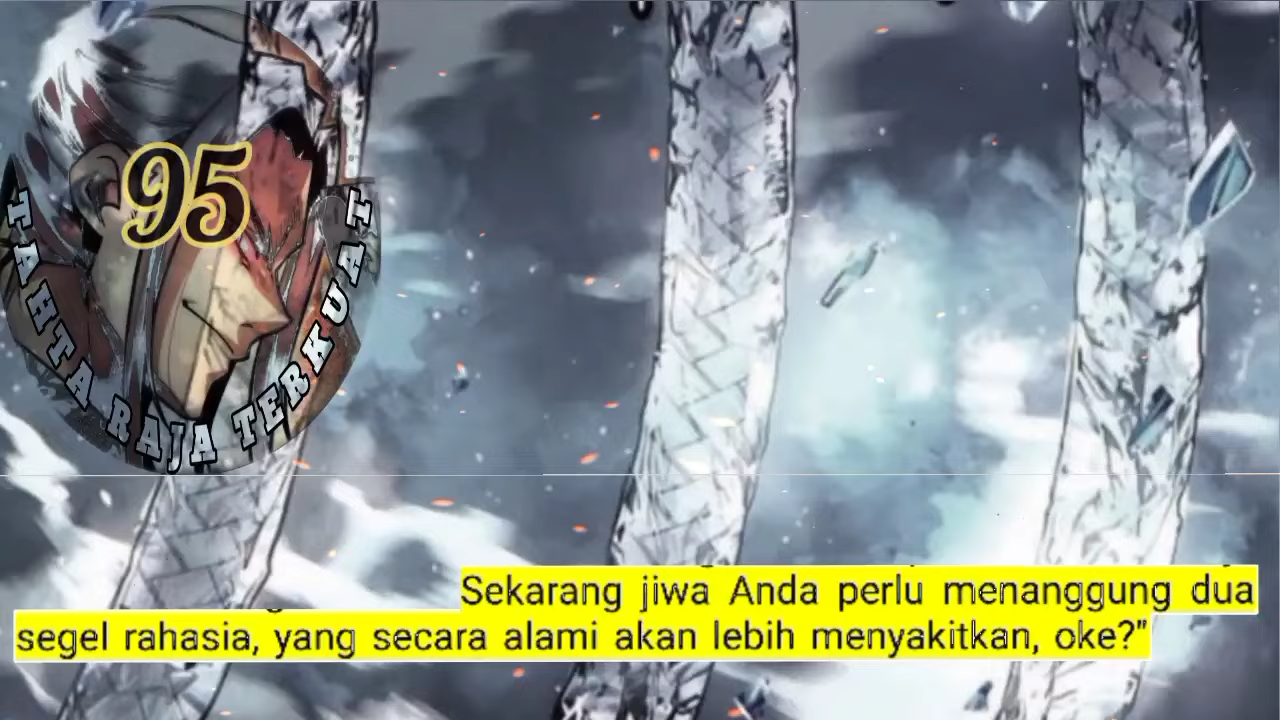 95
TAHTA RAJA TERKUAT
Sekarang jiwa Anda perlu menanggung dua
segel rahasia, yang secara alami akan lebih menyakitkan, oke?"